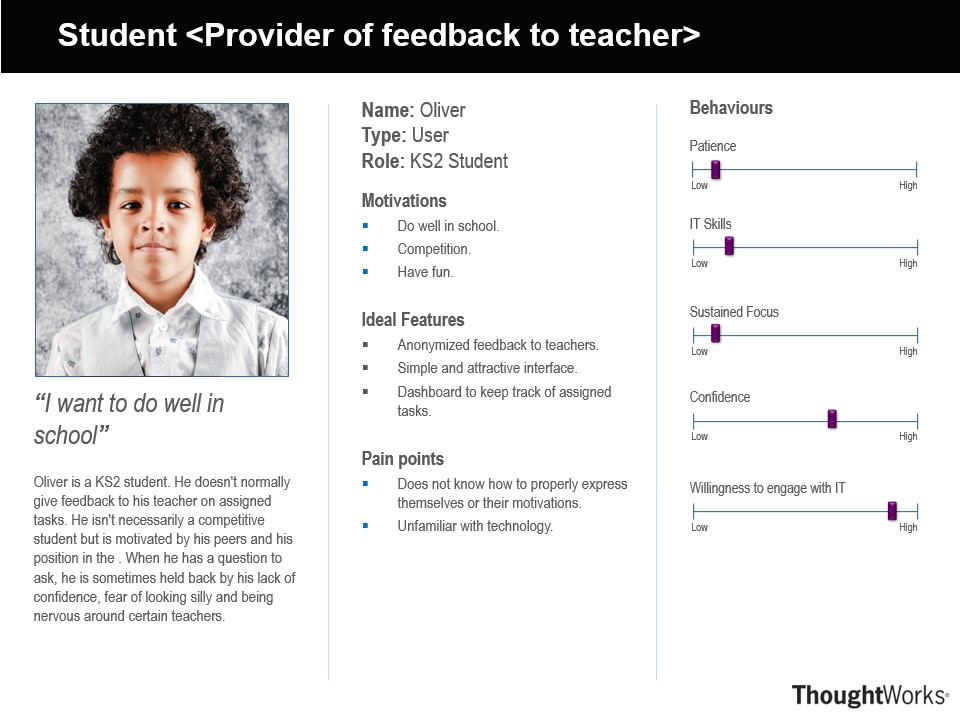 Student <Provider of feedback to teacher>
“I want to do well in
school”
Oliver is a KS2 student. He doesn't normally
give feedback to his teacher on assigned
tasks. He isn't necessarily a competitive
student but is motivated by his peers and his
position in the . When he has a question to
ask, he is sometimes held back by his lack of
confidence, fear of looking silly and being
nervous around certain teachers.
Name: Oliver
Type: User
Role: KS2 Student
Motivations
Do well in school.
Competition.
Have fun.
Ideal Features
Anonymized feedback to teachers.
Simple and attractive interface.
Dashboard to keep track of assigned
tasks.
Pain points
Does not know how to properly express
themselves or their motivations.
Unfamiliar with technology.
Behaviours
Patience
Low High
IT Skills
Low High
Sustained Focus
Low High
Confidence
Low High
Willingness to engage with IT
Low High
ThoughtWorks®